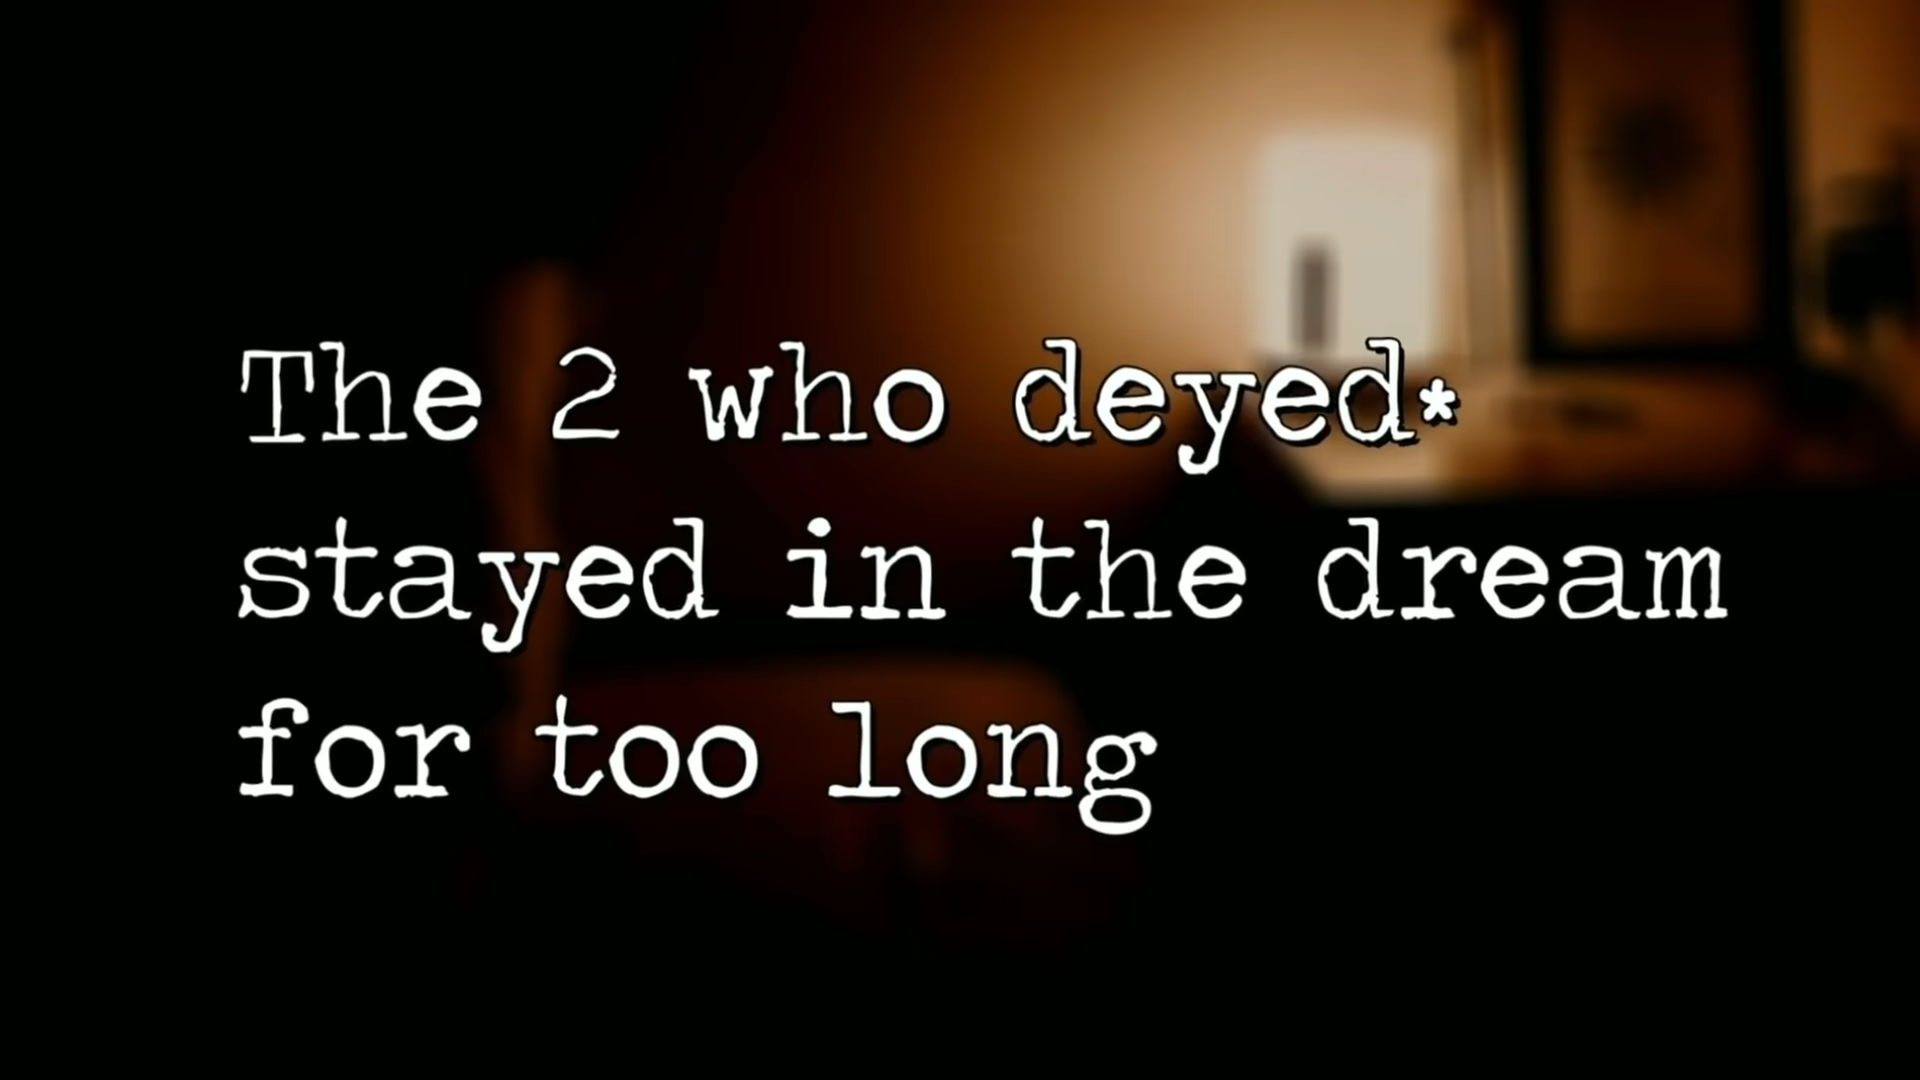 The 2 who deyed*
stayed in the dream
for too long